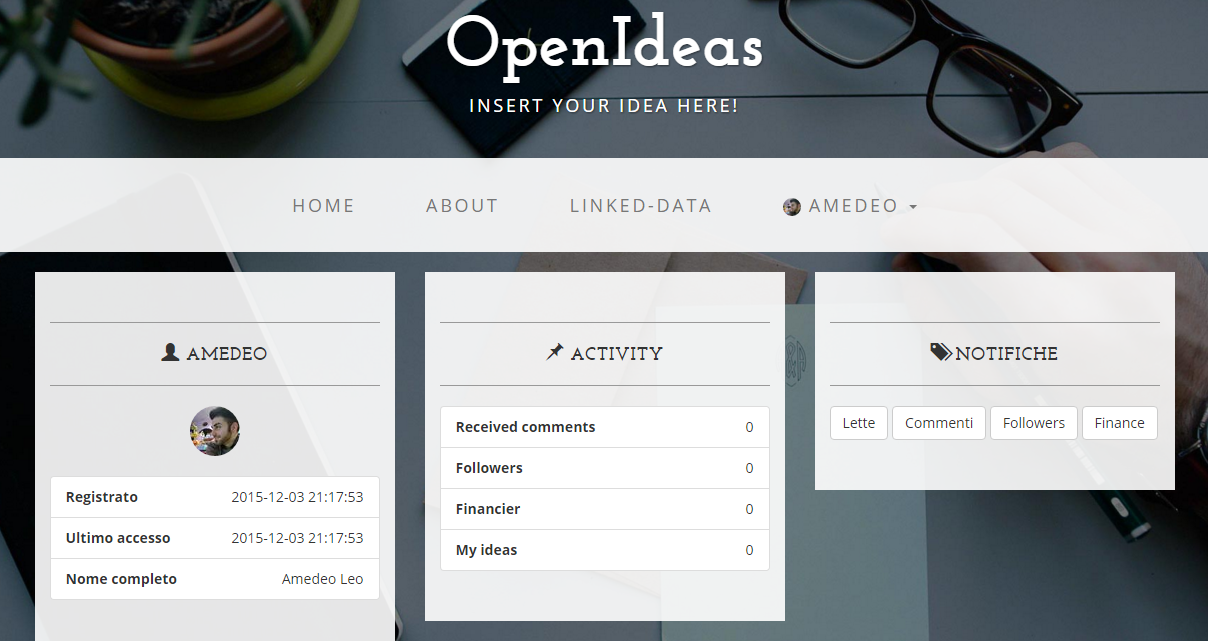 OpenIdeas
INSERT YOUR IDEA HERE!
HOME ABOUT LINKED-DATA AMEDEO
AMEDEO
Registrato 2015-12-03 21:17:53
Ultimo accesso 2015-12-03 21:17:53
Nome completo Amedeo Leo
ACTIVITY
Received comments 0
Followers 0
Financier 0
My ideas 0
NOTIFICHE
Lette Commenti Followers Finance